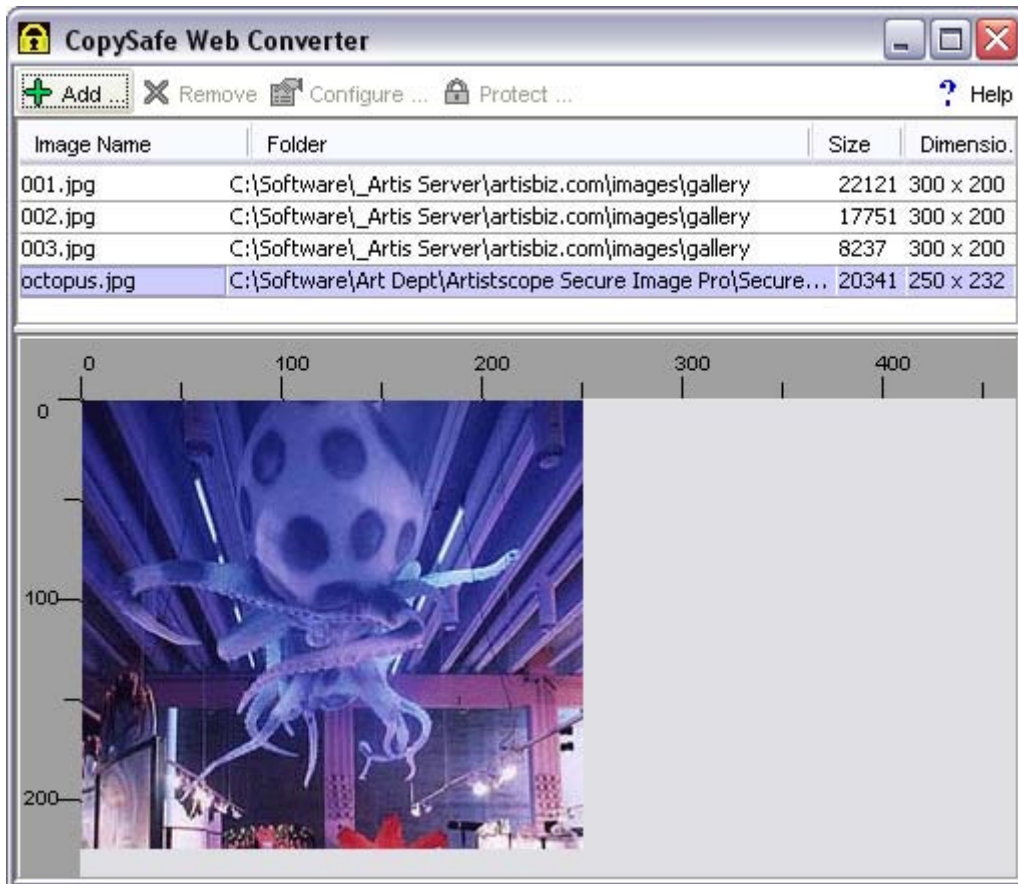 CopySafe Web Converter
Add ... Remove Configure ... Protect ... Help
Image Name Folder Size Dimensio.
001.jpg C:\Software\_Artis Server\artisbiz.com\images\gallery 22121 300 x 200
002.jpg C:\Software\_Artis Server\artisbiz.com\images\gallery 17751 300 x 200
003.jpg C:\Software\_Artis Server\artisbiz.com\images\gallery 8237 300 x 200
octopus.jpg C:\Software\Art Dept\Artistscope Secure Image Pro\Secure... 20341 250 x 232
0 100 200 300 400
0
100
200